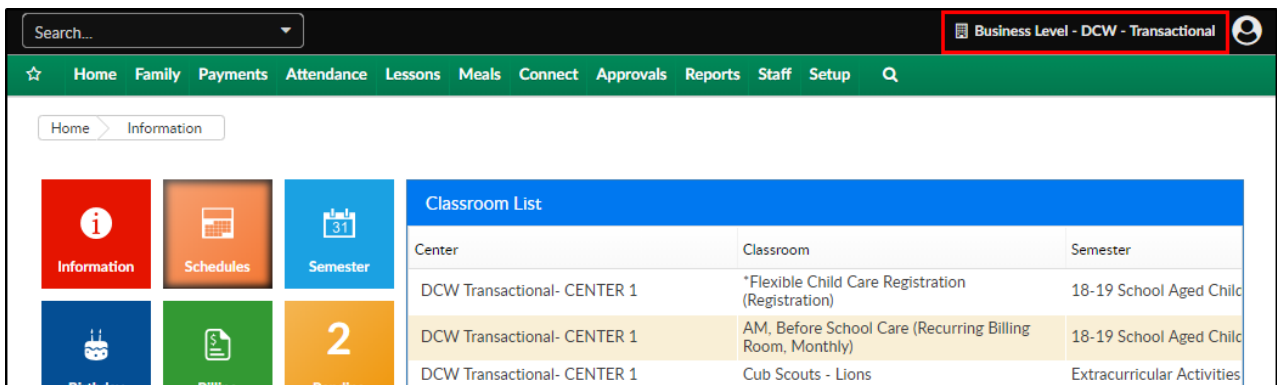 Search...
Business Level - DCW - Transactional
Home Family Payments Attendance Lessons Meals Connect Approvals Reports Staff Setup
Home Information
31
Information Schedules Semester
2
Classroom List
Center Classroom Semester
DCW Transactional- CENTER 1 *Flexible Child Care Registration (Registration) 18-19 School Aged Chil
DCW Transactional- CENTER 1 AM, Before School Care (Recurring Billing Room, Monthly) 18-19 School Aged Chil
DCW Transactional- CENTER 1 Cub Scouts - Lions Extracurricular Activities